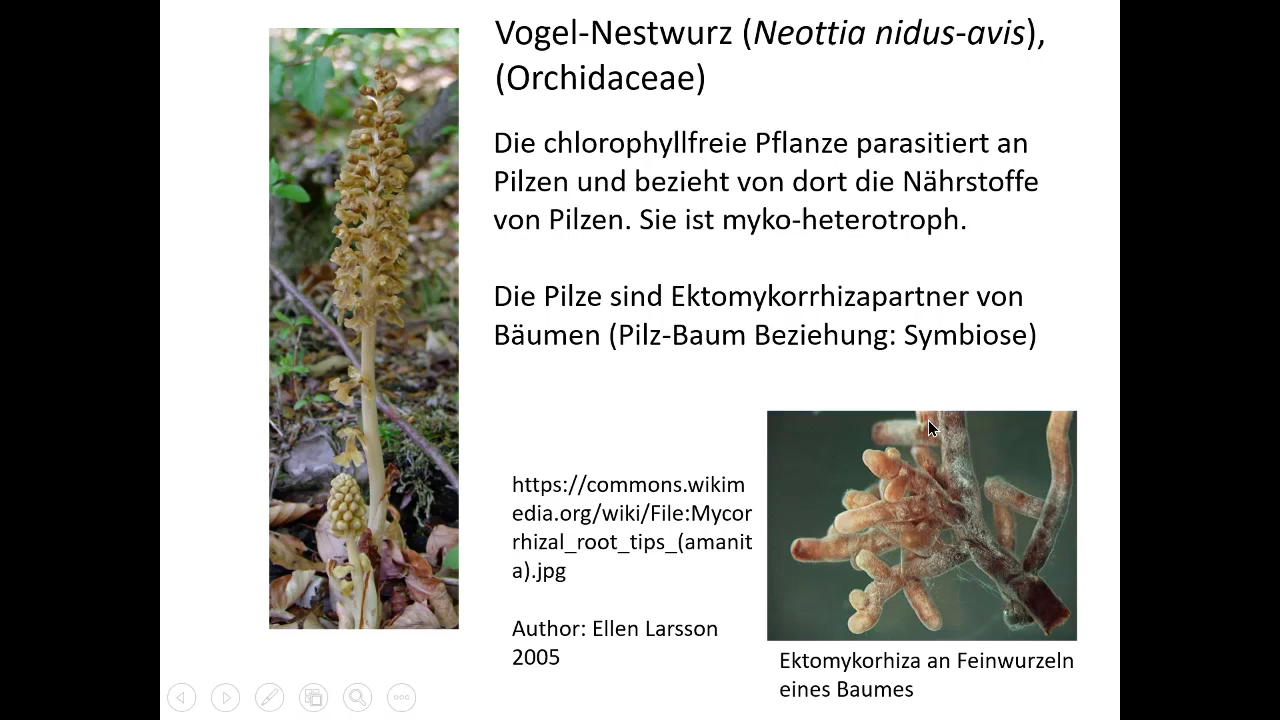 Vogel-Nestwurz (Neottia nidus-avis),
(Orchidaceae)
Die chlorophyllfreie Pflanze parasitiert an
Pilzen und bezieht von dort die Nährstoffe
von Pilzen. Sie ist myko-heterotroph.
Die Pilze sind Ektomykorrhizapartner von
Bäumen (Pilz-Baum Beziehung: Symbiose)
https://commons.wikim
edia.org/wiki/File:Mycor
rhizal_root_tips_(amanit
a).jpg
Author: Ellen Larsson
2005
Ektomykorhiza an Feinwurzeln
eines Baumes